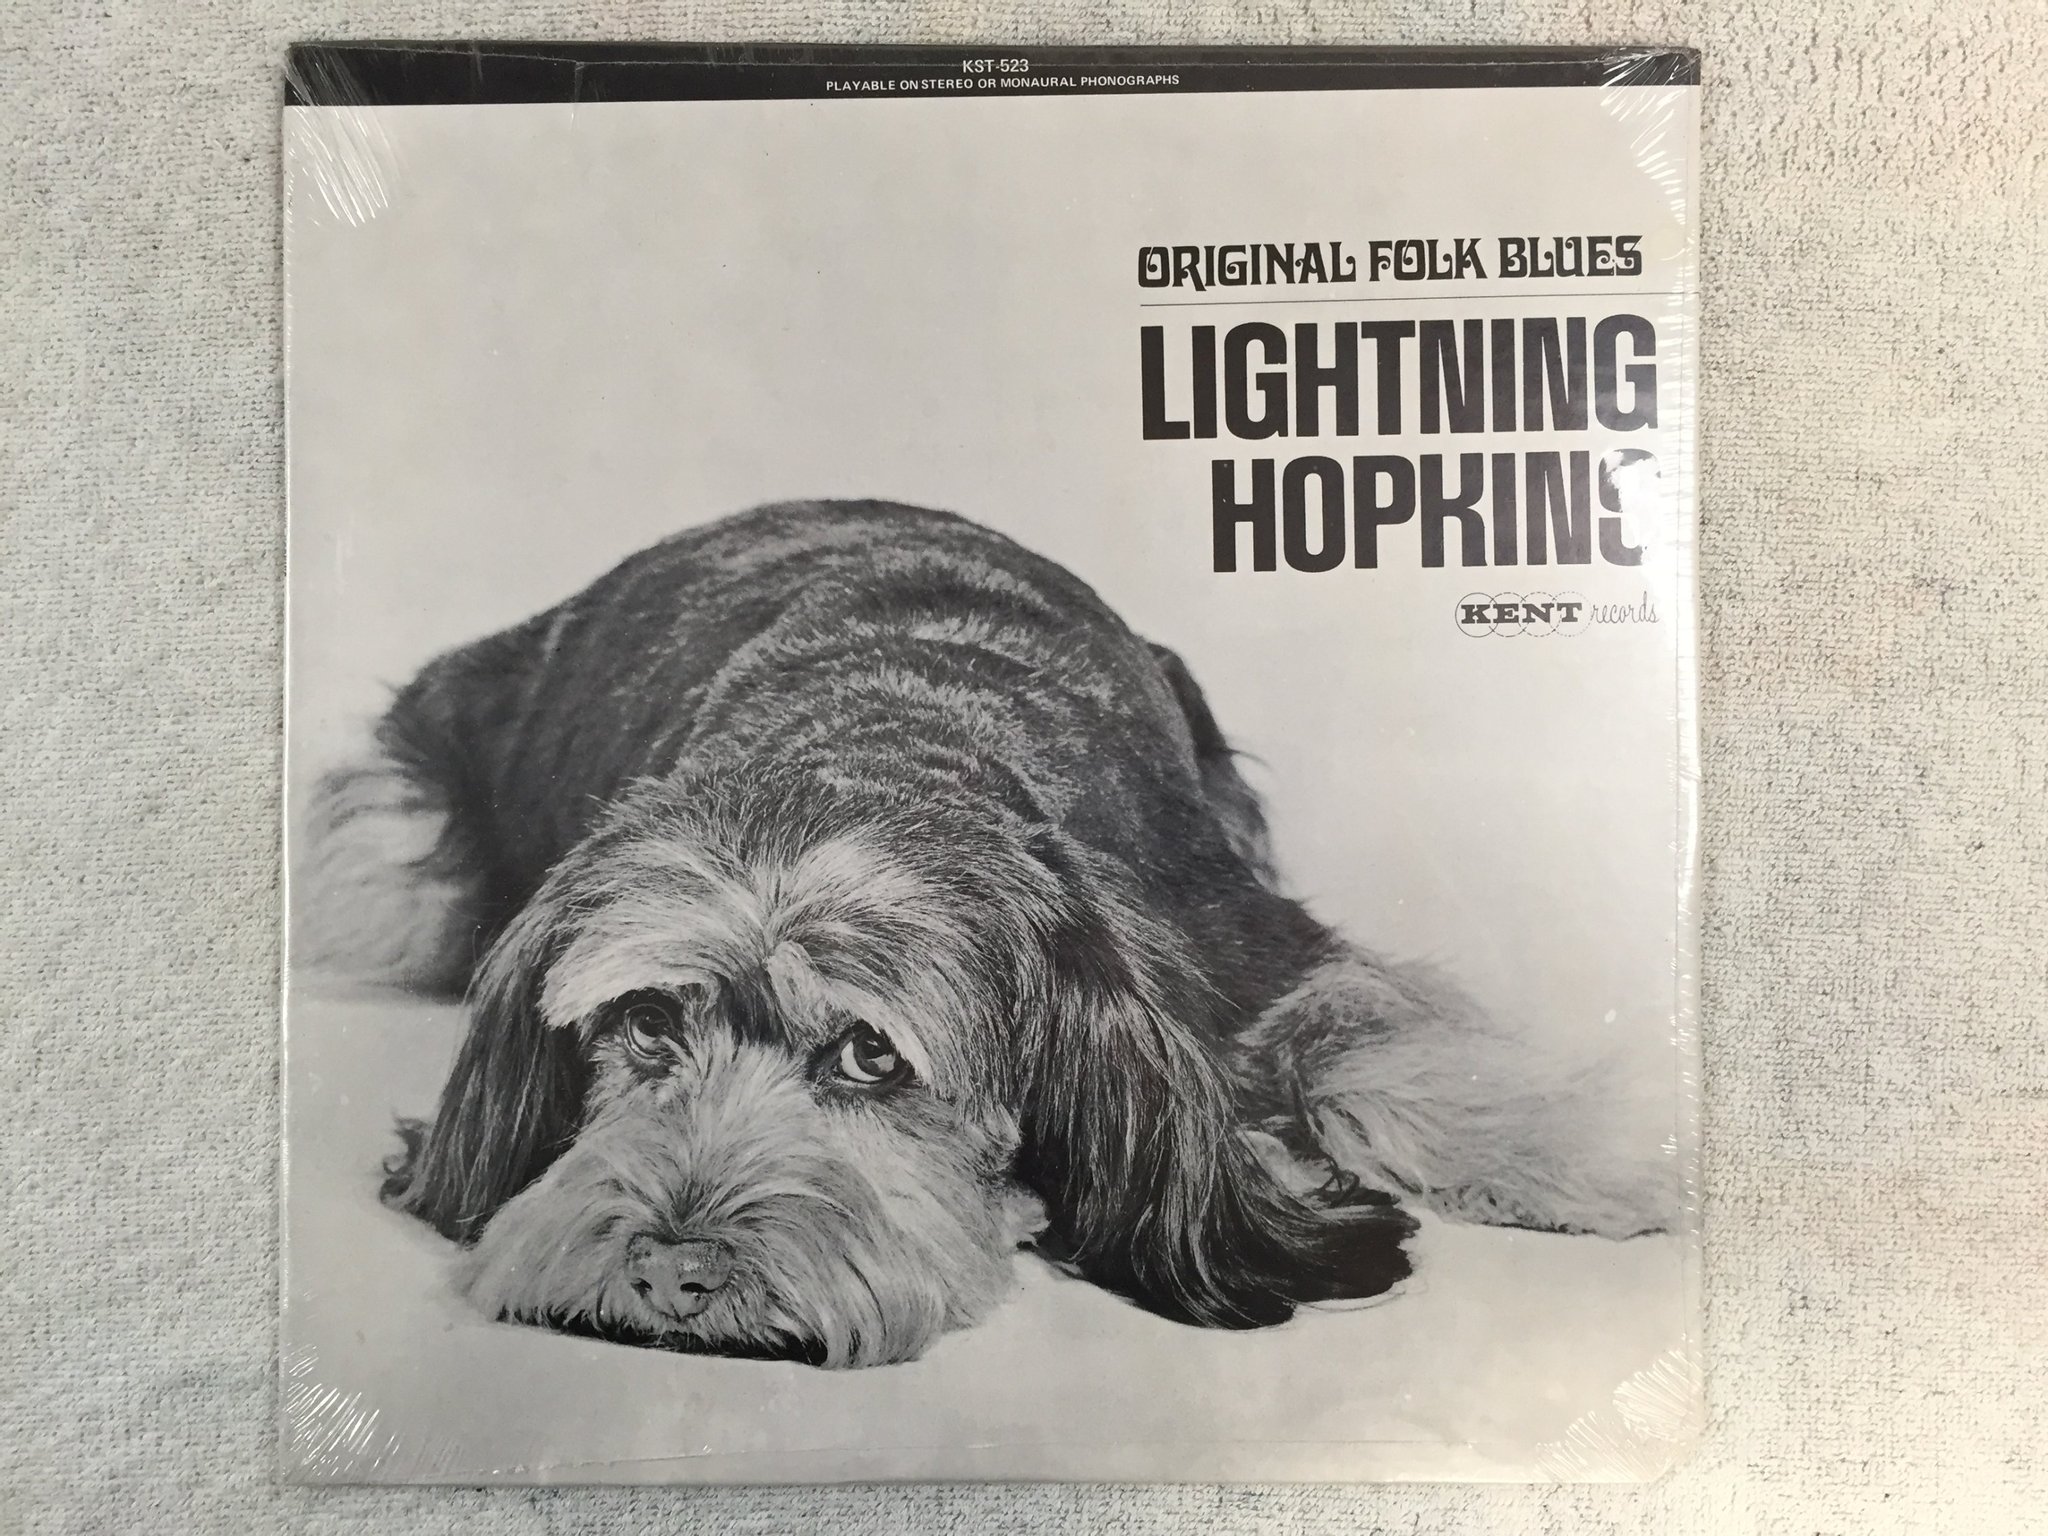 KST-523
PLAYABLE ON STEREO OR MONAURAL PHONOGRAPHS
ORIGINAL FOLK BLUES
LIGHTNING
HOPKINS
KENT records